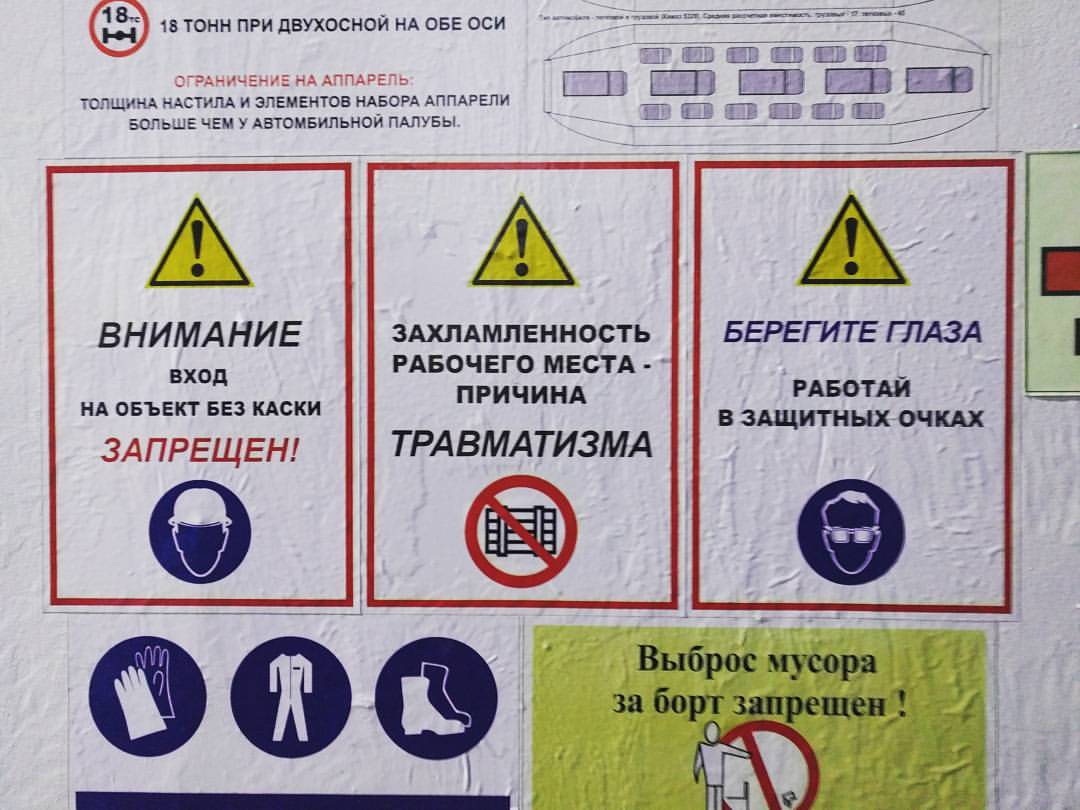 18тс
18 ТОНН ПРИ ДВУХОСНОЙ НА ОБЕ ОСИ
ОГРАНИЧЕНИЕ НА АППАРЕЛЬ:
ТОЛЩИНА НАСТИЛА И ЭЛЕМЕНТОВ НАБОРА АППАРЕЛИ
БОЛЬШЕ ЧЕМ У АВТОМБИЛЬНОЙ ПАЛУБЫ.
ВНИМАНИЕ
ВХОД
НА ОБЪЕКТ БЕЗ КАСКИ
ЗАПРЕЩЕН!
ЗАХЛАМЛЕННОСТЬ
РАБОЧЕГО МЕСТА -
ПРИЧИНА
ТРАВМАТИЗМА
БЕРЕГИТЕ ГЛАЗА
РАБОТАЙ
В ЗАЩИТНЫХ ОЧКАХ
Выброс мусора
за борт запрещен !